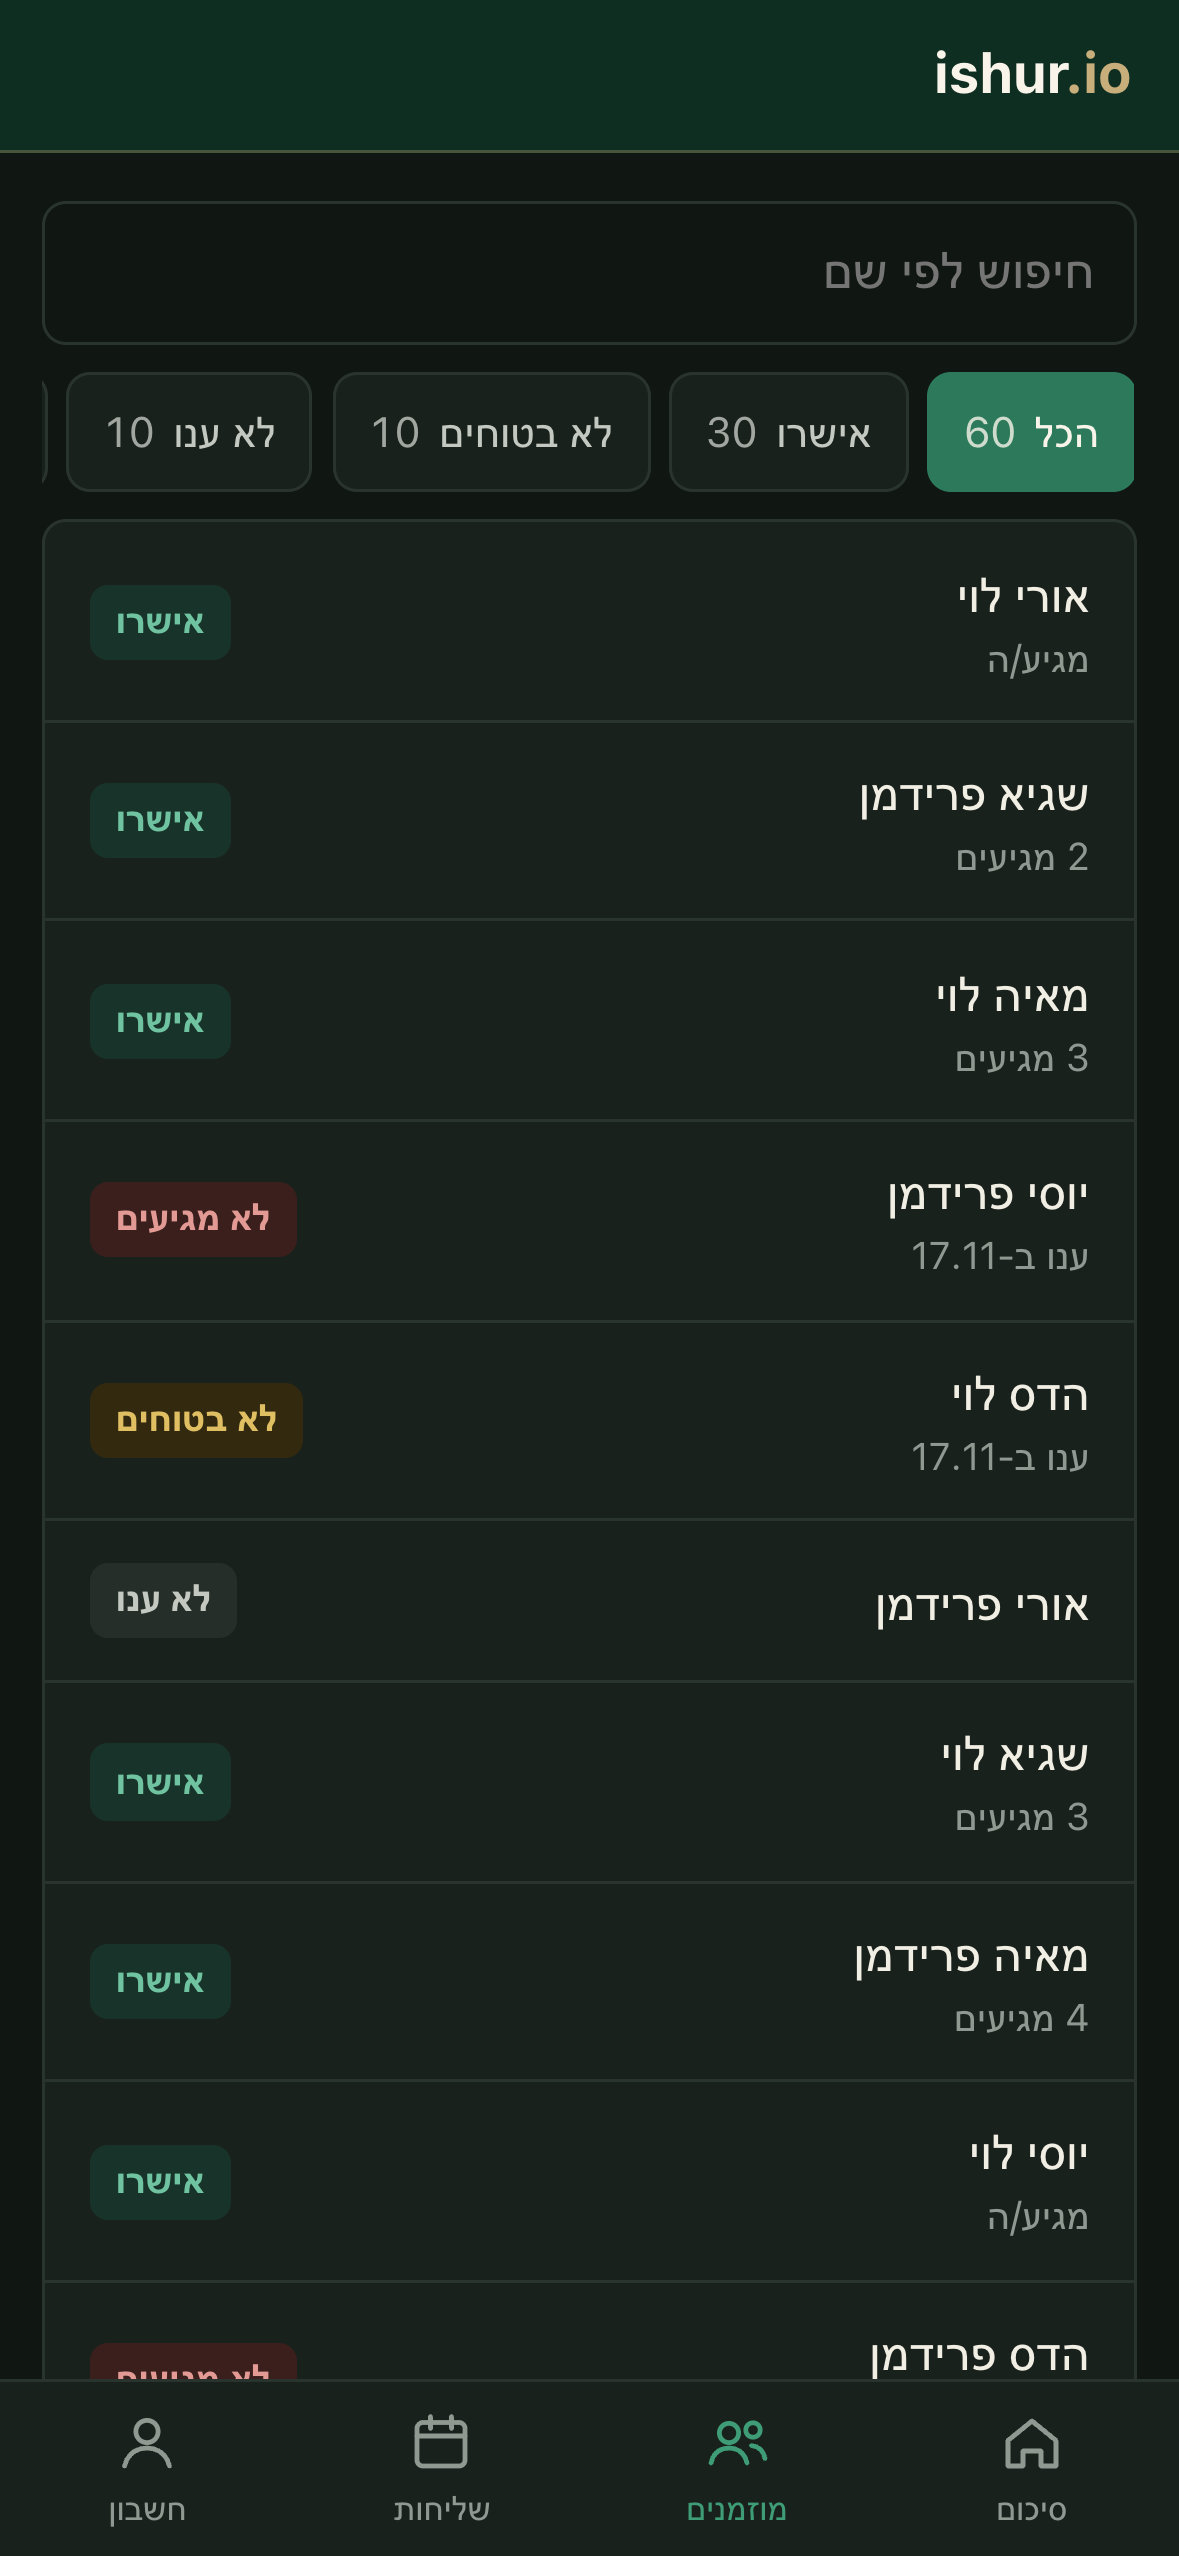 ishur.io
חיפוש לפי שם
הכל 60
אישרו 30
לא בטוחים 10
לא ענו 10
אורי לוי
מגיע/ה
אישרו
שגיא פרידמן
2 מגיעים
אישרו
מאיה לוי
3 מגיעים
אישרו
יוסי פרידמן
ענו ב-17.11
לא מגיעים
הדס לוי
ענו ב-17.11
לא בטוחים
אורי פרידמן
לא ענו
שגיא לוי
3 מגיעים
אישרו
מאיה פרידמן
4 מגיעים
אישרו
יוסי לוי
מגיע/ה
אישרו
הדס פרידמן
לא מגיעים
סיכום
מוזמנים
שליחות
חשבון